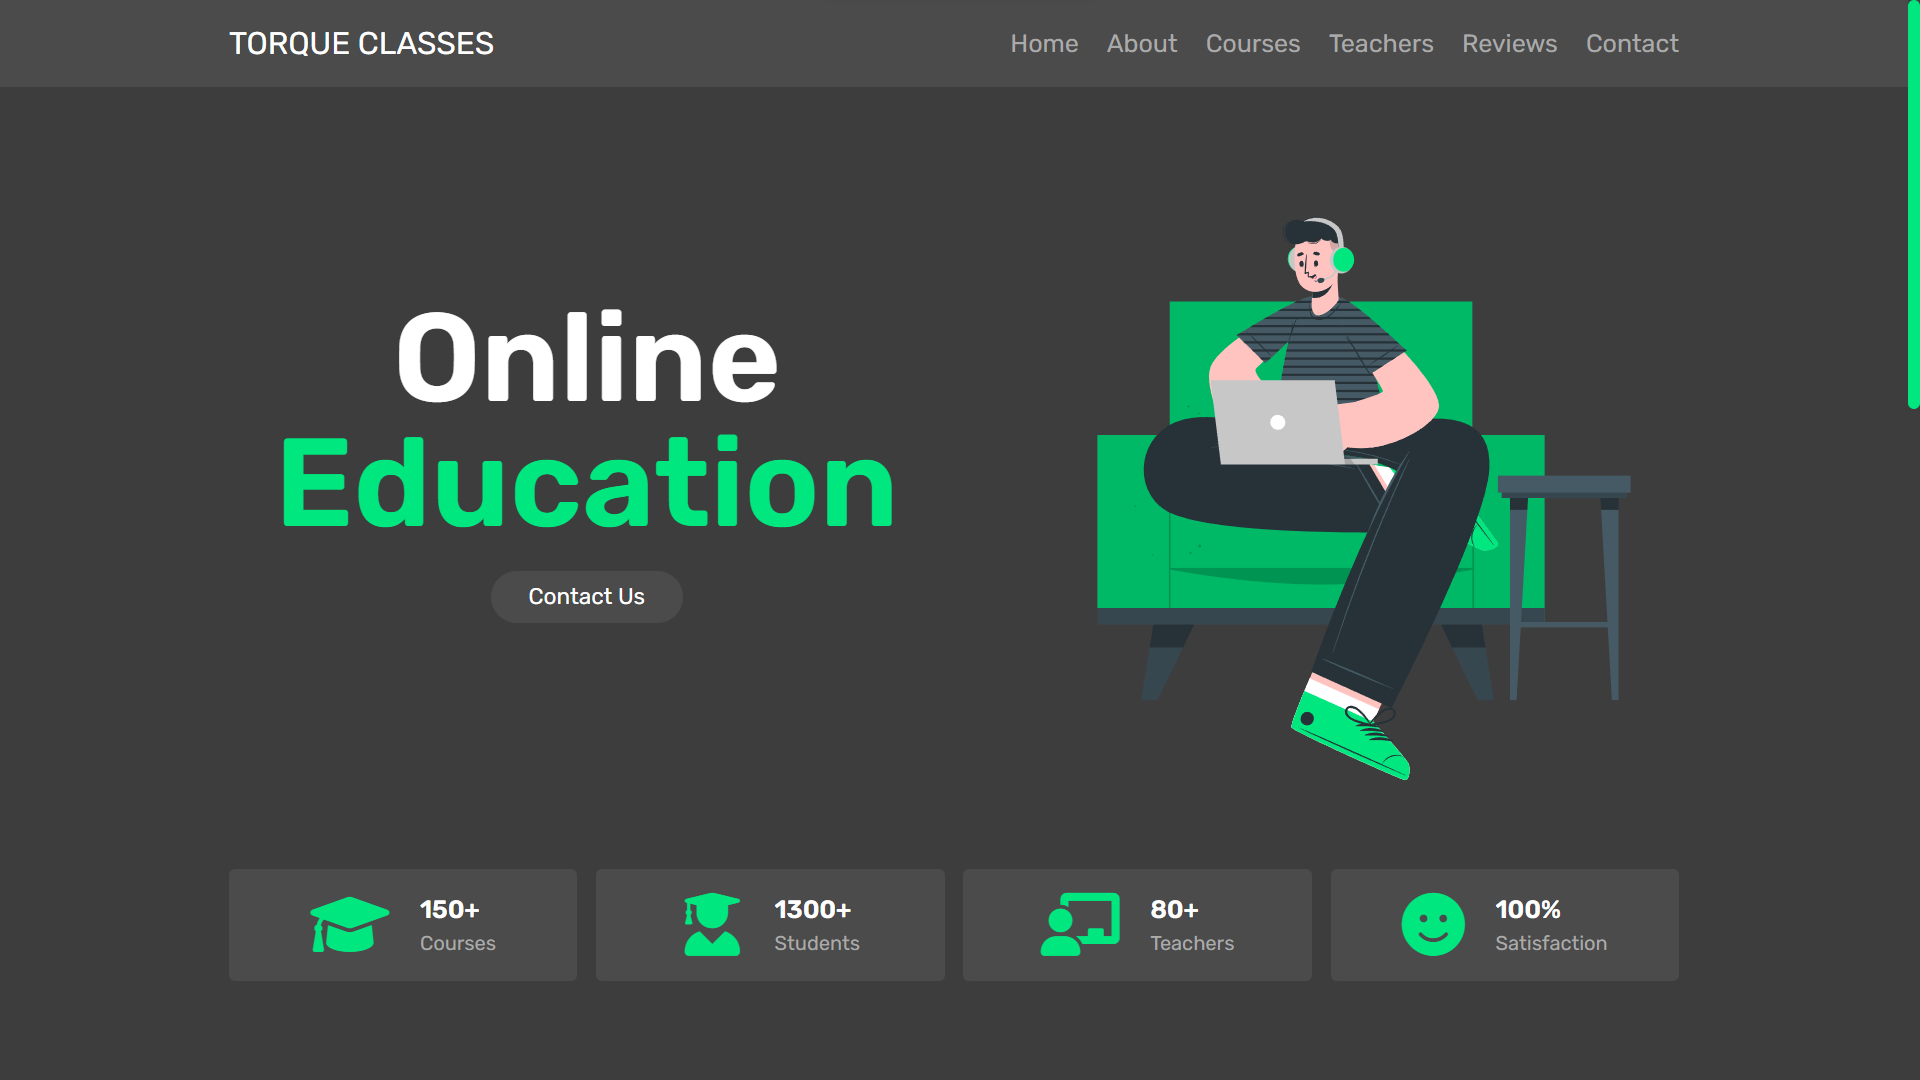 TORQUE CLASSES
Home About Courses Teachers Reviews Contact
Online
Education
Contact Us
150+
Courses
1300+
Students
80+
Teachers
100%
Satisfaction